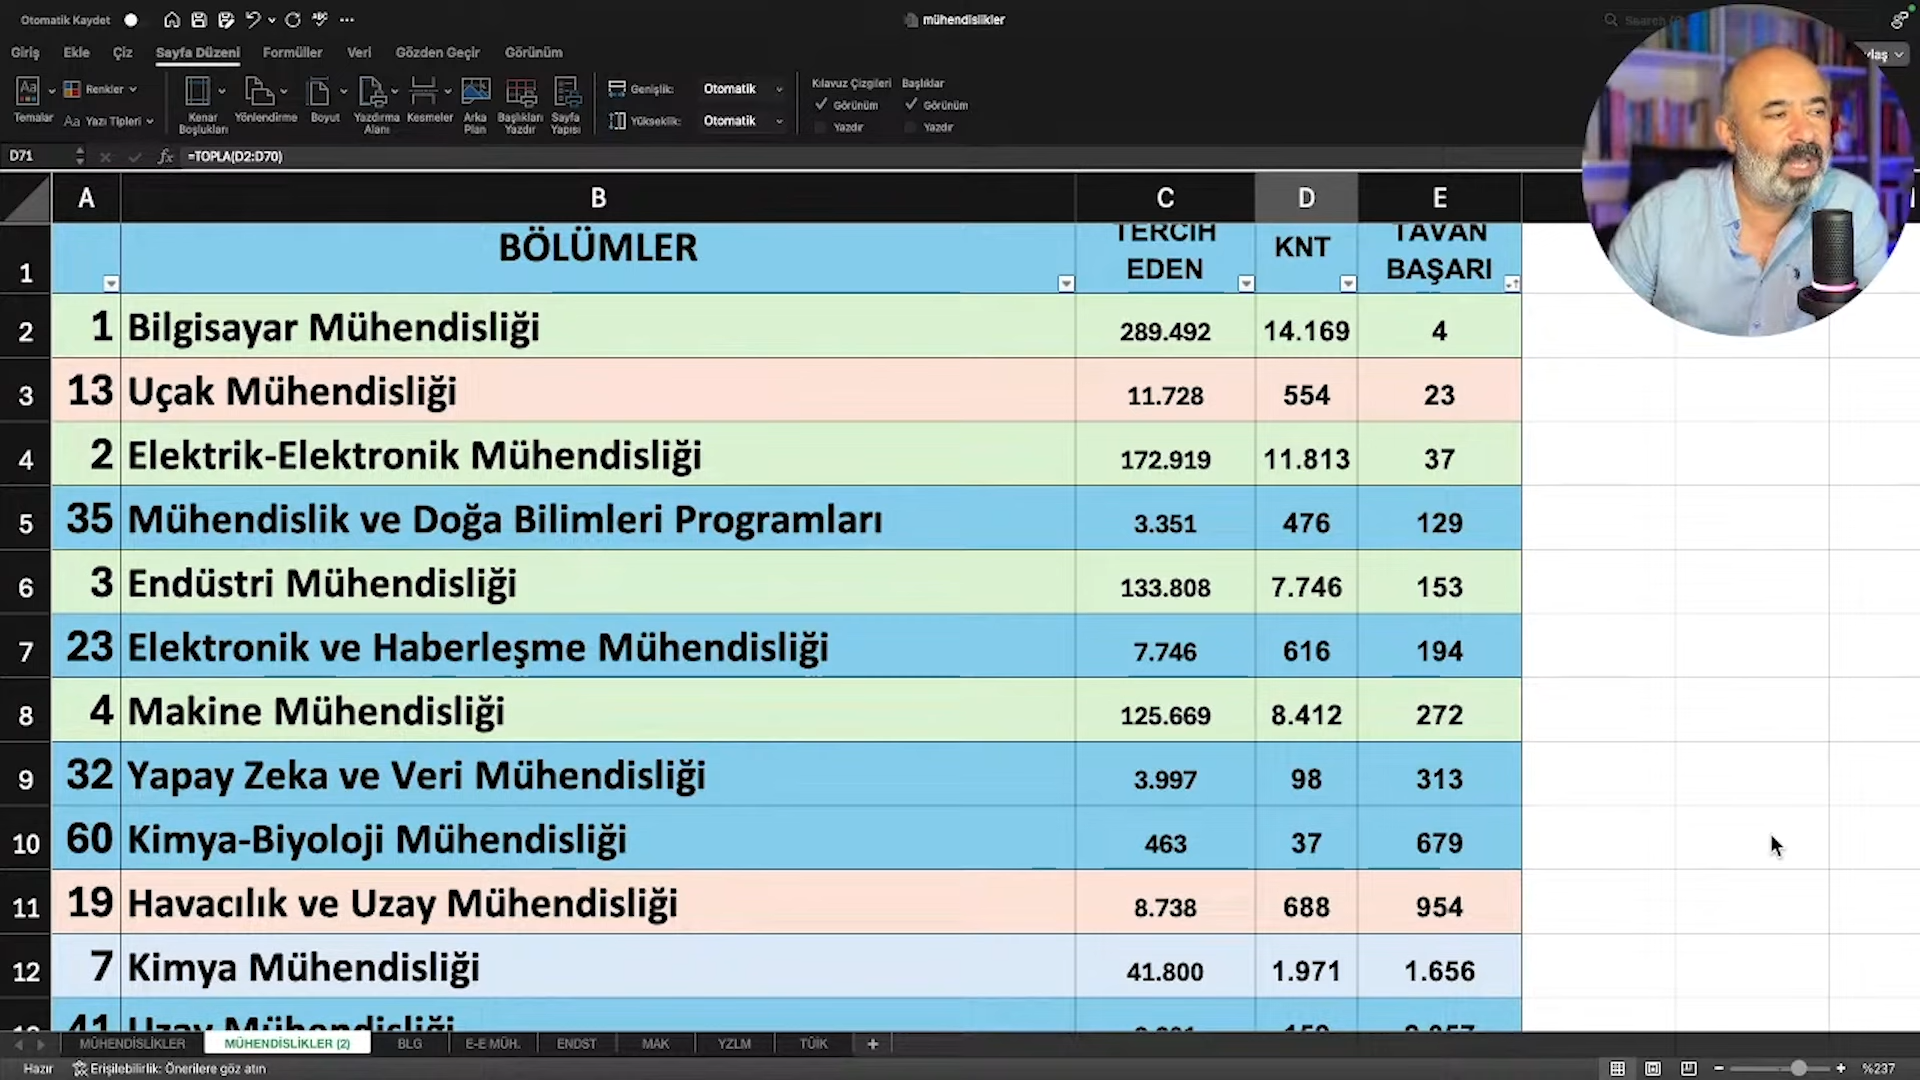 Otomatik Kaydet
mühendislikler
Giriş Ekle Çiz Sayfa Düzeni Formüller Veri Gözden Geçir Görünüm
Aa Renkler
Temalar Aa Yazı Tipleri
Kenar Boşlukları
Yönlendirme
Boyut
Yazdırma Alanı
Kesmeler
Arka Plan
Başlıkları Yazdır
Sayfa Yapısı
Genişlik: Otomatik
Yükseklik: Otomatik
Kılavuz Çizgileri Başlıklar
Görünüm Görünüm
Yazdır Yazdır
D71 fx =TOPLA(D2:D70)
A B C D E
1 BÖLÜMLER TERCİH EDEN KNT TAVAN BAŞARI
2 1 Bilgisayar Mühendisliği 289.492 14.169 4
3 13 Uçak Mühendisliği 11.728 554 23
4 2 Elektrik-Elektronik Mühendisliği 172.919 11.813 37
5 35 Mühendislik ve Doğa Bilimleri Programları 3.351 476 129
6 3 Endüstri Mühendisliği 133.808 7.746 153
7 23 Elektronik ve Haberleşme Mühendisliği 7.746 616 194
8 4 Makine Mühendisliği 125.669 8.412 272
9 32 Yapay Zeka ve Veri Mühendisliği 3.997 98 313
10 60 Kimya-Biyoloji Mühendisliği 463 37 679
11 19 Havacılık ve Uzay Mühendisliği 8.738 688 954
12 7 Kimya Mühendisliği 41.800 1.971 1.656
41 Uzay Mühendisliği
MÜHENDİSLİKLER MÜHENDİSLİKLER (2) BLG E-E MÜH. ENDST MAK YZLM TÜİK +
Hazır Erişilebilirlik: Önerilere göz atın %237